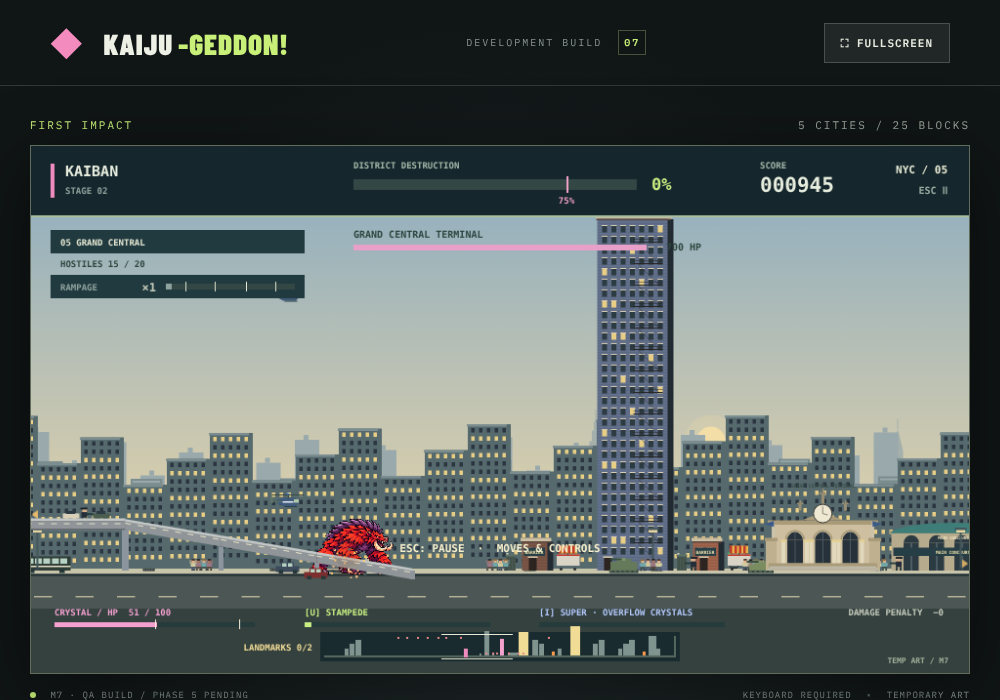 KAIJU-GEDDON!
DEVELOPMENT BUILD 07
FULLSCREEN
FIRST IMPACT
5 CITIES / 25 BLOCKS
KAIBAN
STAGE 02
DISTRICT DESTRUCTION
0%
75%
SCORE
000945
NYC / 05
ESC II
05 GRAND CENTRAL
HOSTILES 15 / 20
RAMPAGE ×1
GRAND CENTRAL TERMINAL
00 HP
ESC: PAUSE · MOVES & CONTROLS
CRYSTAL / HP 51 / 100
[U] STAMPEDE
[I] SUPER · OVERFLOW CRYSTALS
DAMAGE PENALTY −0
LANDMARKS 0/2
TEMP ART / M7
M7 · QA BUILD / PHASE 5 PENDING
KEYBOARD REQUIRED • TEMPORARY ART